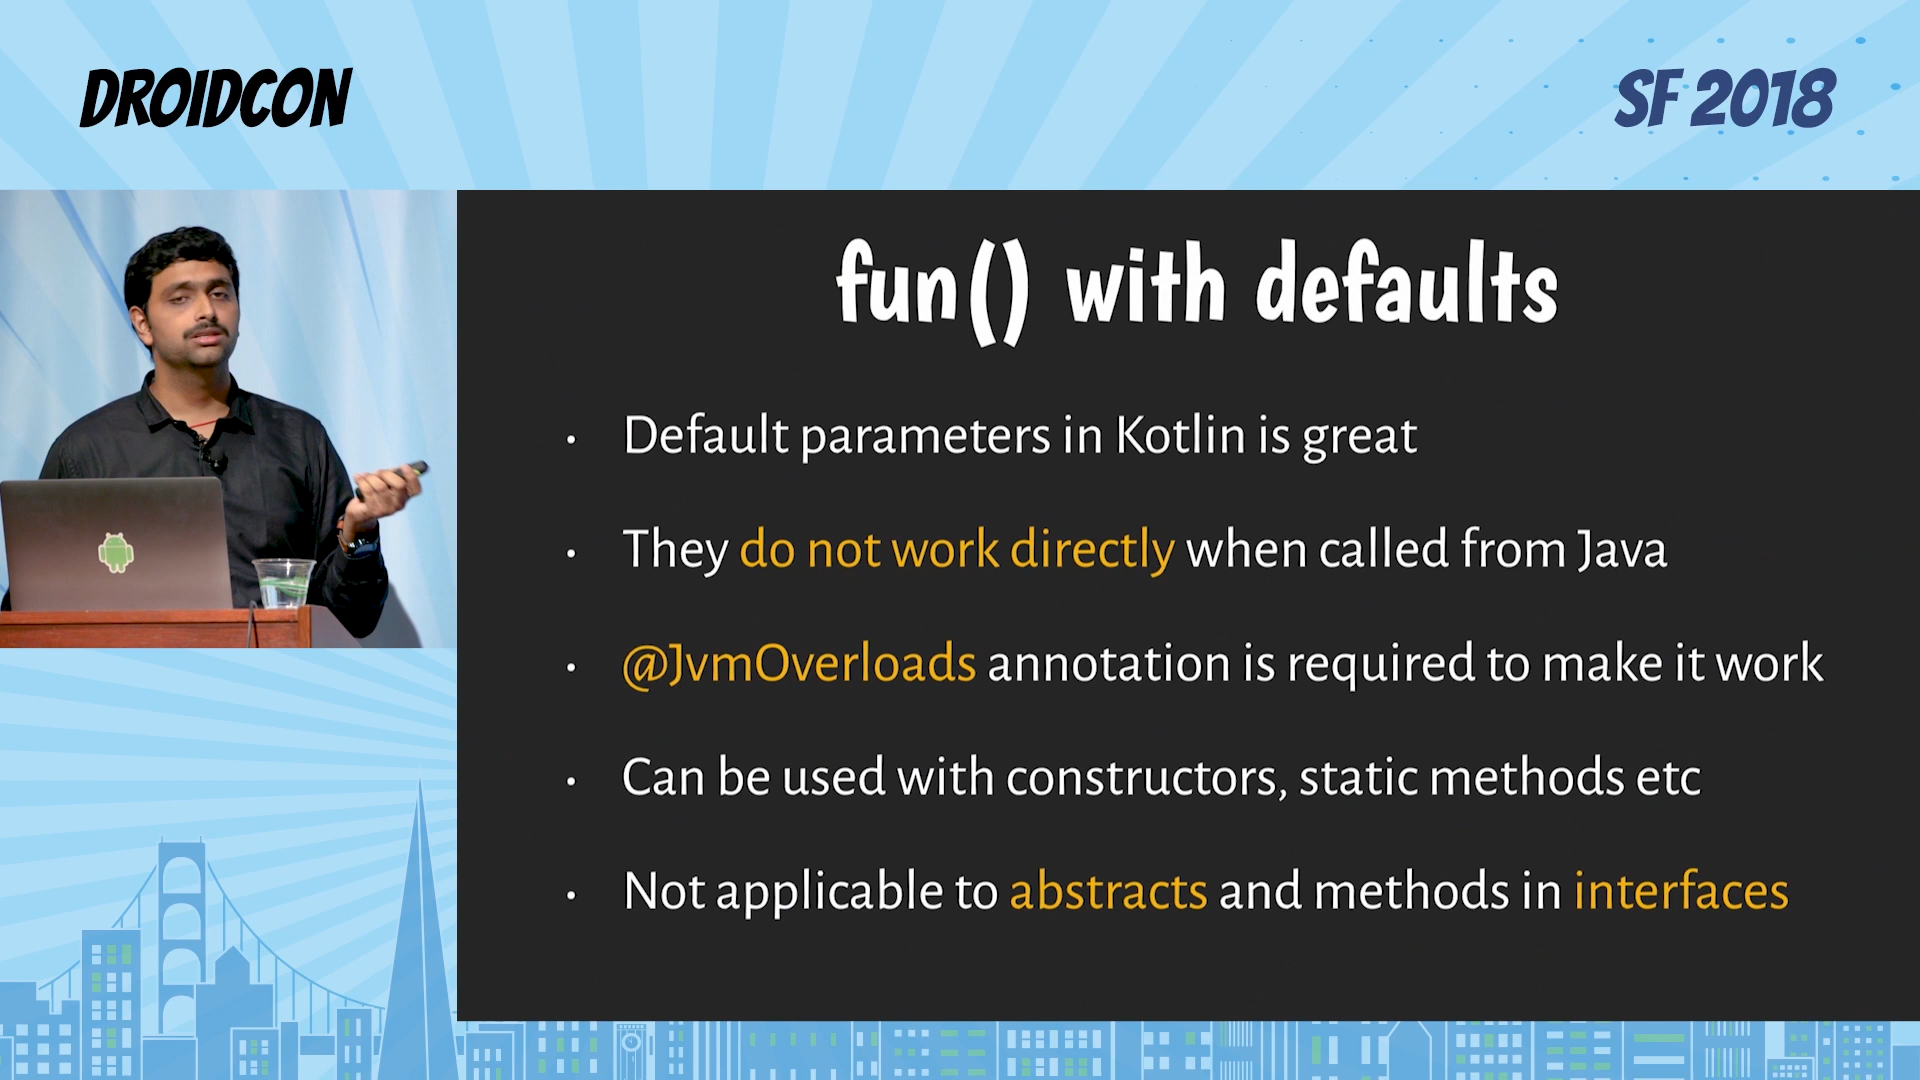 DROIDCON
SF 2018
fun() with defaults
• Default parameters in Kotlin is great
• They do not work directly when called from Java
• @JvmOverloads annotation is required to make it work
• Can be used with constructors, static methods etc
• Not applicable to abstracts and methods in interfaces